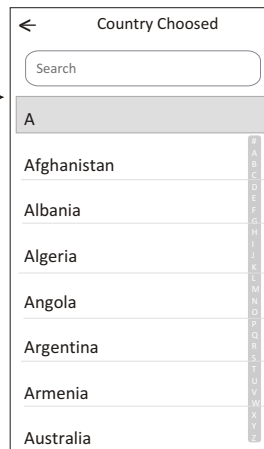 Country Choosed
Search
A
Afghanistan
Albania
Algeria
Angola
Argentina
Armenia
Australia
#
A
B
C
D
E
F
G
H
I
J
K
L
M
N
O
P
Q
R
S
T
U
V
W
X
Y
Z